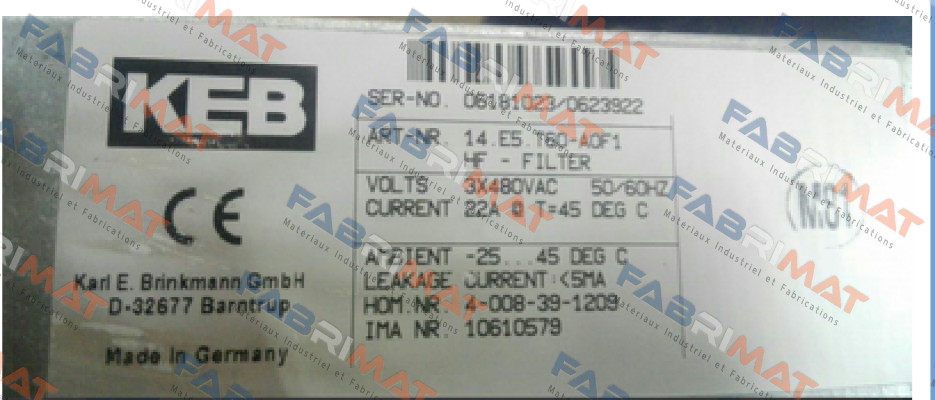 KEB
SER-NO. 06181023/0623922
ART-NR. 14.E5.T60-A0F1
HF - FILTER
VOLTS 3X480VAC 50/60HZ
CURRENT 22A @ T=45 DEG C
CE
AMBIENT -25...45 DEG C
LEAKAGE CURRENT:<5MA
HOM.NR. 4-008-39-1209
IMA NR. 10610579
Karl E. Brinkmann GmbH
D-32677 Barntrup
Made in Germany
FABRIMAT
Matériaux Industriel et Fabrications